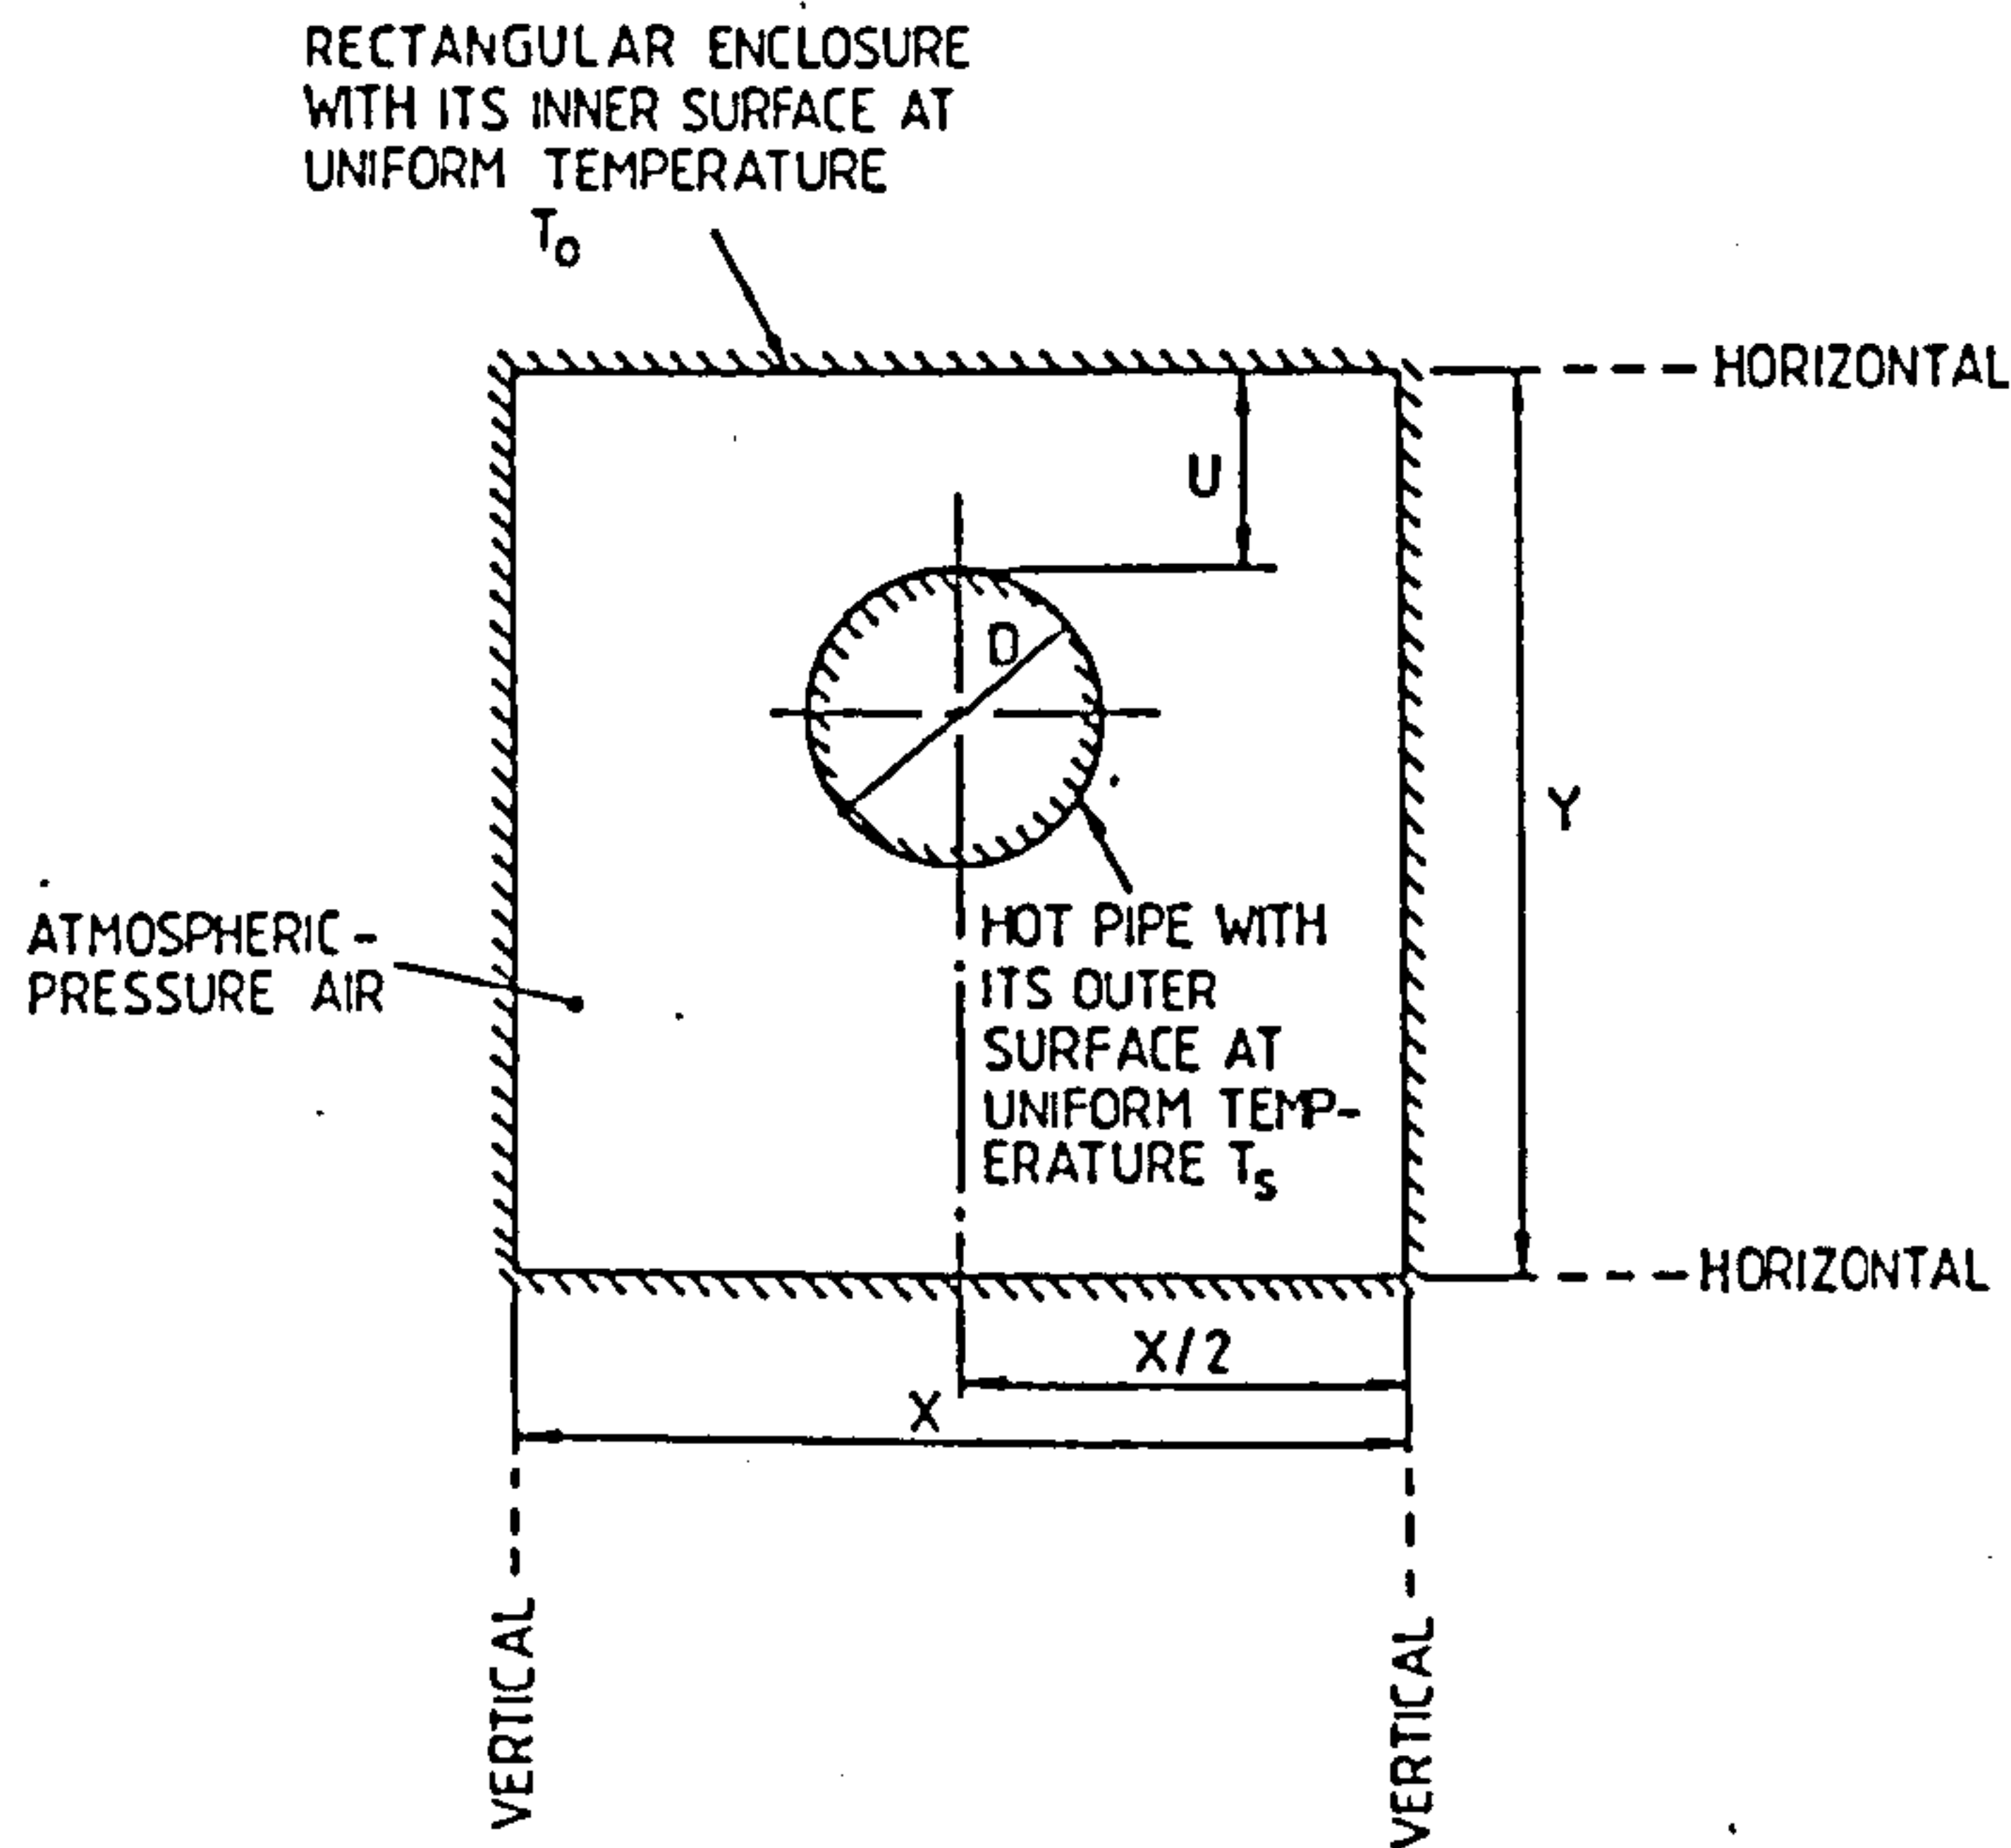 RECTANGULAR ENCLOSURE
WITH ITS INNER SURFACE AT
UNIFORM TEMPERATURE
To
HORIZONTAL
U
D
Y
ATMOSPHERIC-
PRESSURE AIR
HOT PIPE WITH
ITS OUTER
SURFACE AT
UNIFORM TEMP-
ERATURE Ts
HORIZONTAL
X/2
X
VERTICAL
VERTICAL